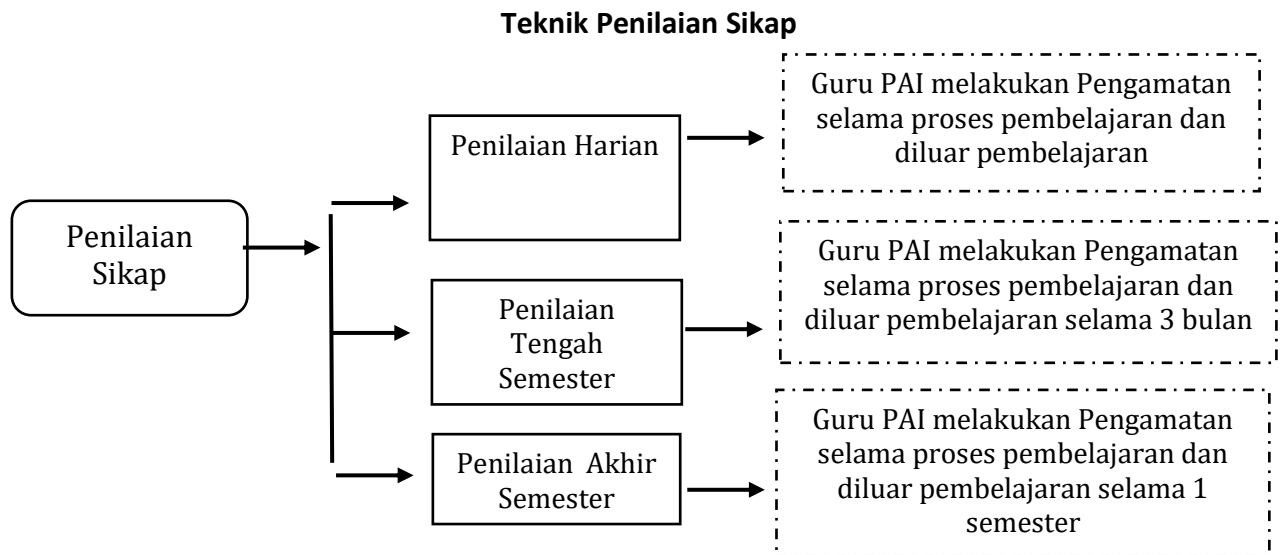 Teknik Penilaian Sikap
Penilaian
Sikap
Penilaian Harian
Guru PAI melakukan Pengamatan
selama proses pembelajaran dan
diluar pembelajaran
Penilaian
Tengah
Semester
Guru PAI melakukan Pengamatan
selama proses pembelajaran dan
diluar pembelajaran selama 3 bulan
Penilaian Akhir
Semester
Guru PAI melakukan Pengamatan
selama proses pembelajaran dan
diluar pembelajaran selama 1
semester